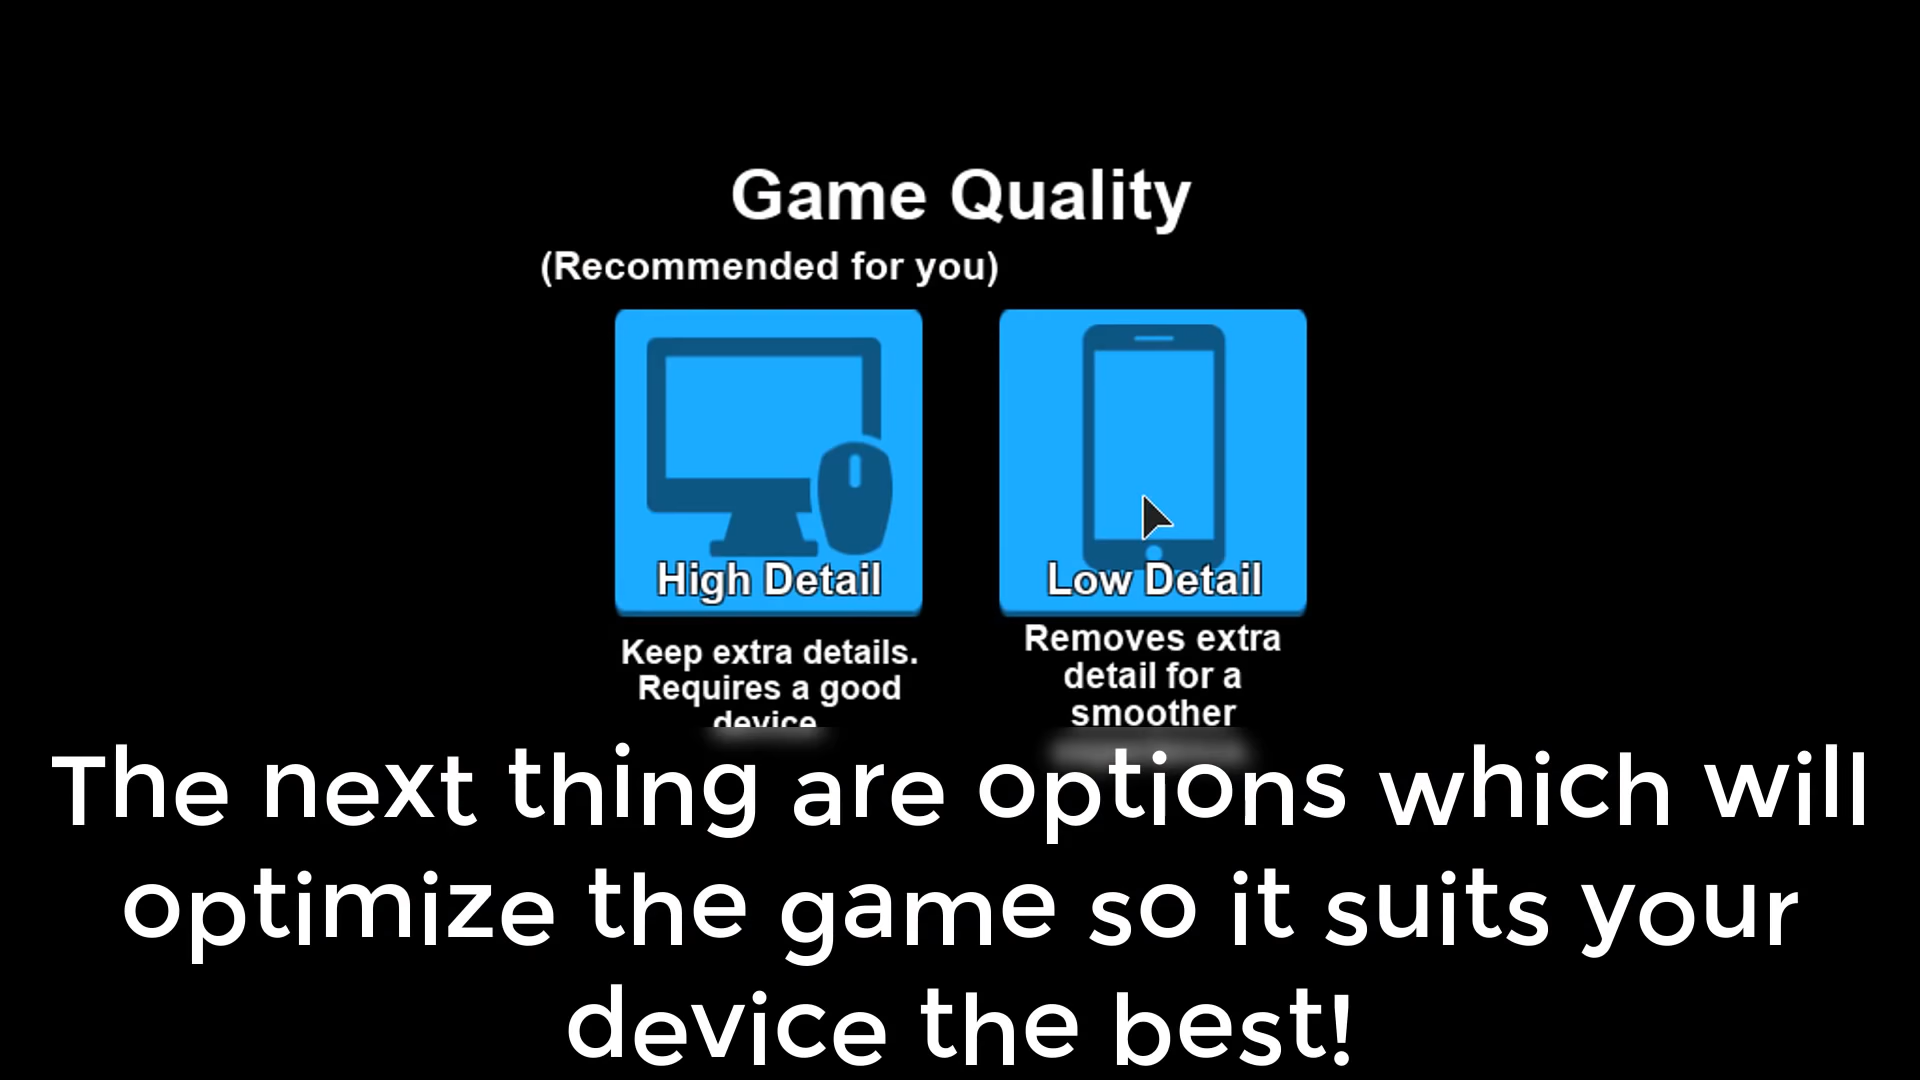 Game Quality
(Recommended for you)
High Detail
Low Detail
Keep extra details.
Requires a good
device
Removes extra
detail for a
smoother
The next thing are options which will
optimize the game so it suits your
device the best!